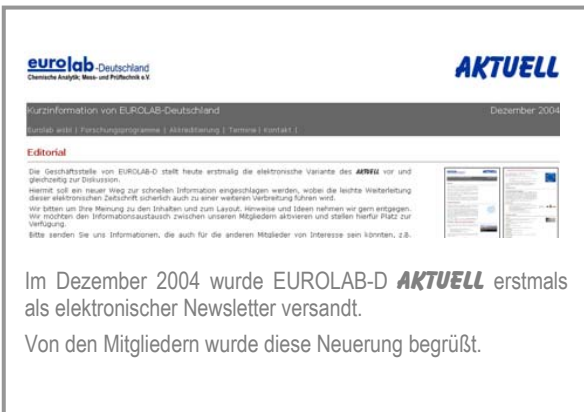 eurolab-Deutschland
Chemische Analytik; Mess- und Prüftechnik e.V.
AKTUELL
Kurzinformation von EUROLAB-Deutschland Dezember 2004
Eurolab wobl | Forschungsprogramme | Akkreditierung | Termine | Kontakt |
Editorial
Die Geschäftsstelle von EUROLAB-D stellt heute erstmalig die elektronische Variante des AKTUELL vor und
gleichzeitig zur Diskussion.
Hiermit soll ein neuer Weg zur schnellen Information eingeschlagen werden, wobei die leichte Weiterleitung
dieser elektronischen Zeitschrift sicherlich auch zu einer weiteren Verbreitung führen wird.
Wir bitten um Ihre Meinung zu den Inhalten und zum Layout. Hinweise und Ideen nehmen wir gern entgegen.
Wir möchten den Informationsaustausch zwischen unseren Mitgliedern aktivieren und stellen hierfür Platz zur
Verfügung.
Bitte senden Sie uns Informationen, die auch für die anderen Mitglieder von Interesse sein könnten, z.B.
Im Dezember 2004 wurde EUROLAB-D AKTUELL erstmals
als elektronischer Newsletter versandt.
Von den Mitgliedern wurde diese Neuerung begrüßt.